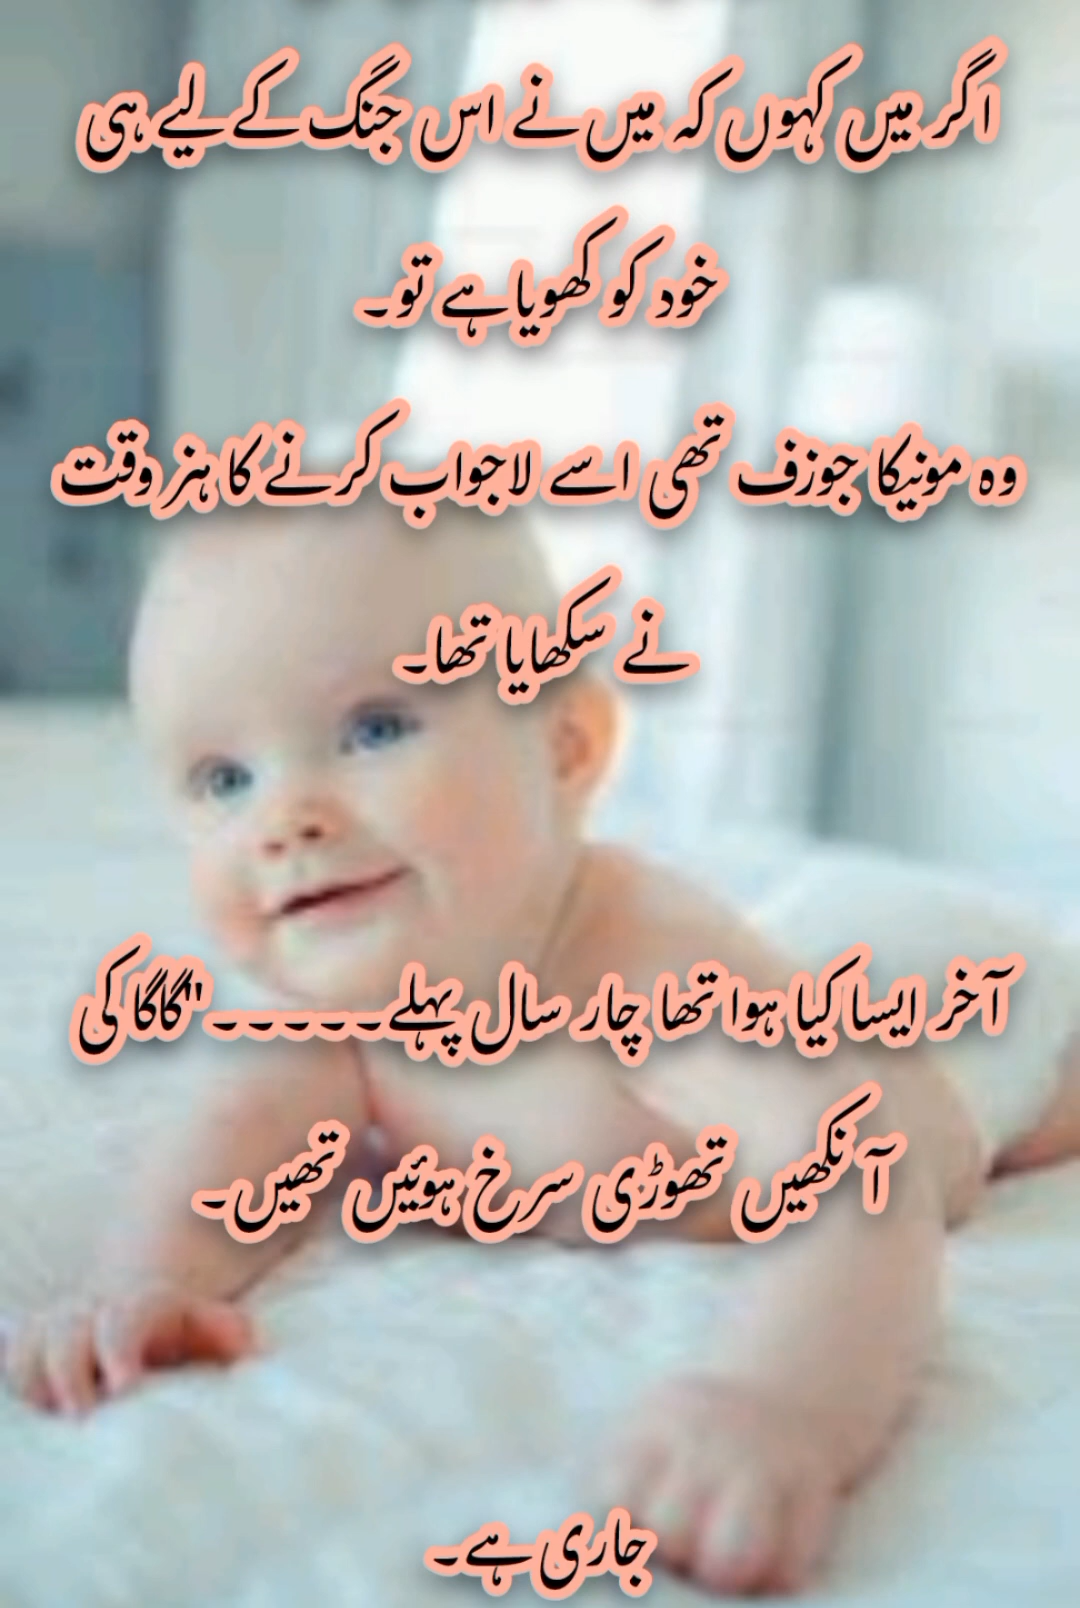 اگر میں کہوں کہ میں نے اس جنگ کے لیے ہی
خود کو کھویا ہے تو۔
وہ مونیکا جوزف تھی اسے لاجواب کرنے کا ہنر وقت
نے سکھایا تھا۔
آخر ایسا کیا ہوا تھا چار سال پہلے۔۔۔۔۔"گاگا کی
آنکھیں تھوڑی سرخ ہوئیں تھیں۔
جاری ہے۔